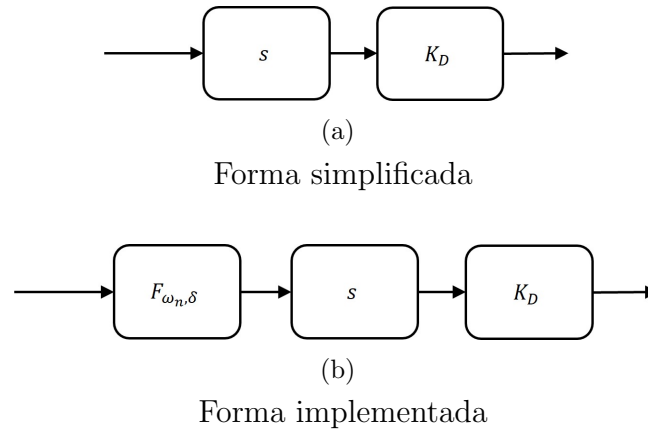 s K_D
(a)
Forma simplificada
F_{ω_n,δ} s K_D
(b)
Forma implementada